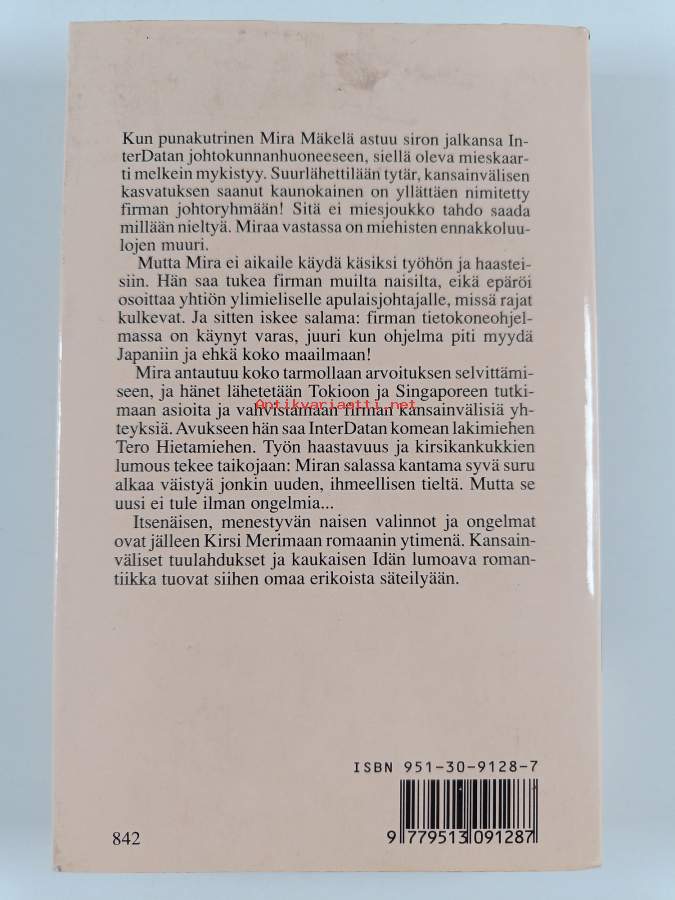 Kun punakutrinen Mira Mäkelä astuu siron jalkansa In-
terDatan johtokunnanhuoneeseen, siellä oleva mieskaar-
ti melkein mykistyy. Suurlähettilään tytär, kansainvälisen
kasvatuksen saanut kaunokainen on yllättäen nimitetty
firman johtoryhmään! Sitä ei miesjoukko tahdo saada
millään nieltyä. Miraa vastassa on miehisten ennakkoluu-
lojen muuri.
Mutta Mira ei aikaile käydä käsiksi työhön ja haastei-
siin. Hän saa tukea firman muilta naisilta, eikä epäröi
osoittaa yhtiön ylimieliselle apulaisjohtajalle, missä rajat
kulkevat. Ja sitten iskee salama: firman tietokoneohjel-
massa on käynyt varas, juuri kun ohjelma piti myydä
Japaniin ja ehkä koko maailmaan!
Mira antautuu koko tarmollaan arvoituksen selvittämi-
seen, ja hänet lähetetään Tokioon ja Singaporeen tutki-
maan asioita ja vahvistamaan firman kansainvälisiä yh-
Antikvariaatti.net
teyksiä. Avukseen hän saa InterDatan komean lakimiehen
Tero Hietamiehen. Työn haastavuus ja kirsikankukkien
lumous tekee taikojaan: Miran salassa kantama syvä suru
alkaa väistyä jonkin uuden, ihmeellisen tieltä. Mutta se
uusi ei tule ilman ongelmia...
Itsenäisen, menestyvän naisen valinnot ja ongelmat
ovat jälleen Kirsi Merimaan romaanin ytimenä. Kansain-
väliset tuulahdukset ja kaukaisen Idän lumoava roman-
tiikka tuovat siihen omaa erikoista säteilyään.
ISBN 951-30-9128-7
842
9 779513 091287